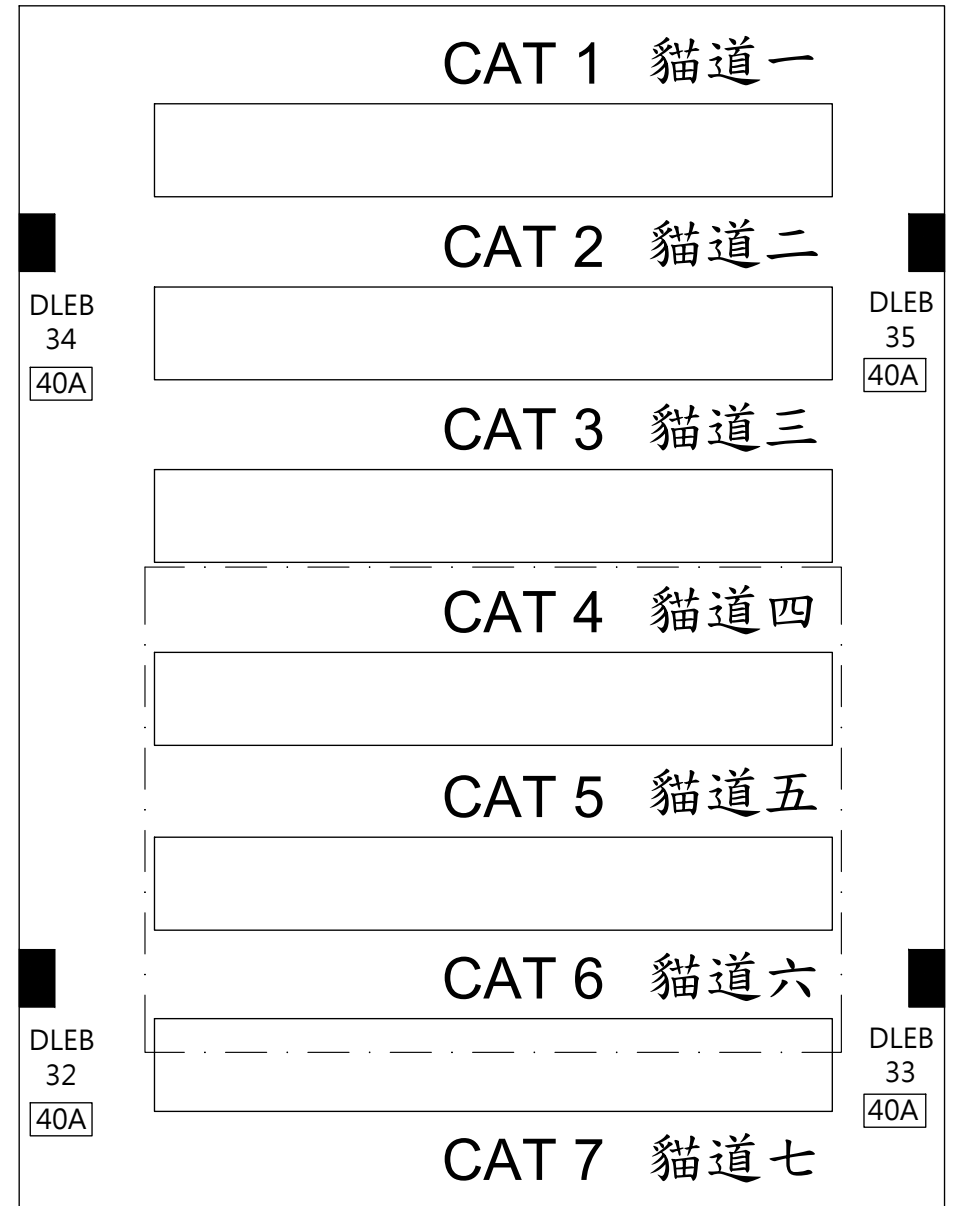 CAT 1 貓道一
CAT 2 貓道二
DLEB
34
40A
DLEB
35
40A
CAT 3 貓道三
CAT 4 貓道四
CAT 5 貓道五
CAT 6 貓道六
DLEB
32
40A
DLEB
33
40A
CAT 7 貓道七